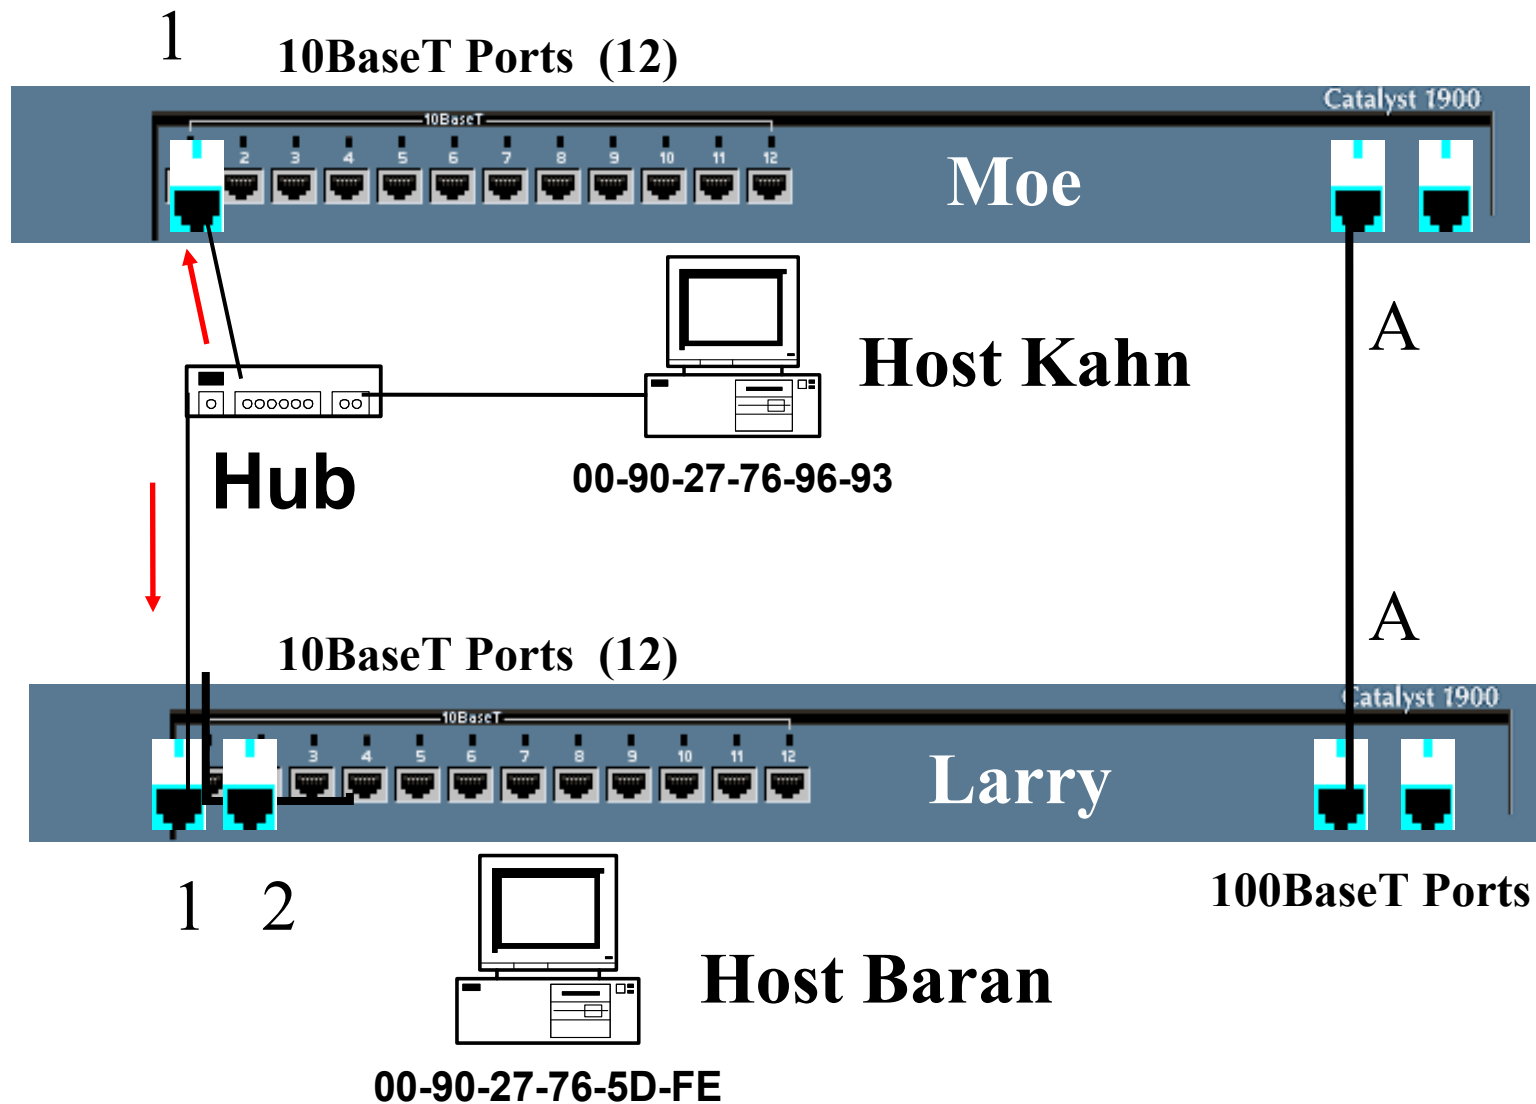 1
10BaseT Ports (12)
Catalyst 1900
10BaseT
2 3 4 5 6 7 8 9 10 11 12
Moe
A
Host Kahn
Hub
00-90-27-76-96-93
A
10BaseT Ports (12)
Catalyst 1900
10BaseT
3 4 5 6 7 8 9 10 11 12
Larry
1 2
100BaseT Ports
Host Baran
00-90-27-76-5D-FE